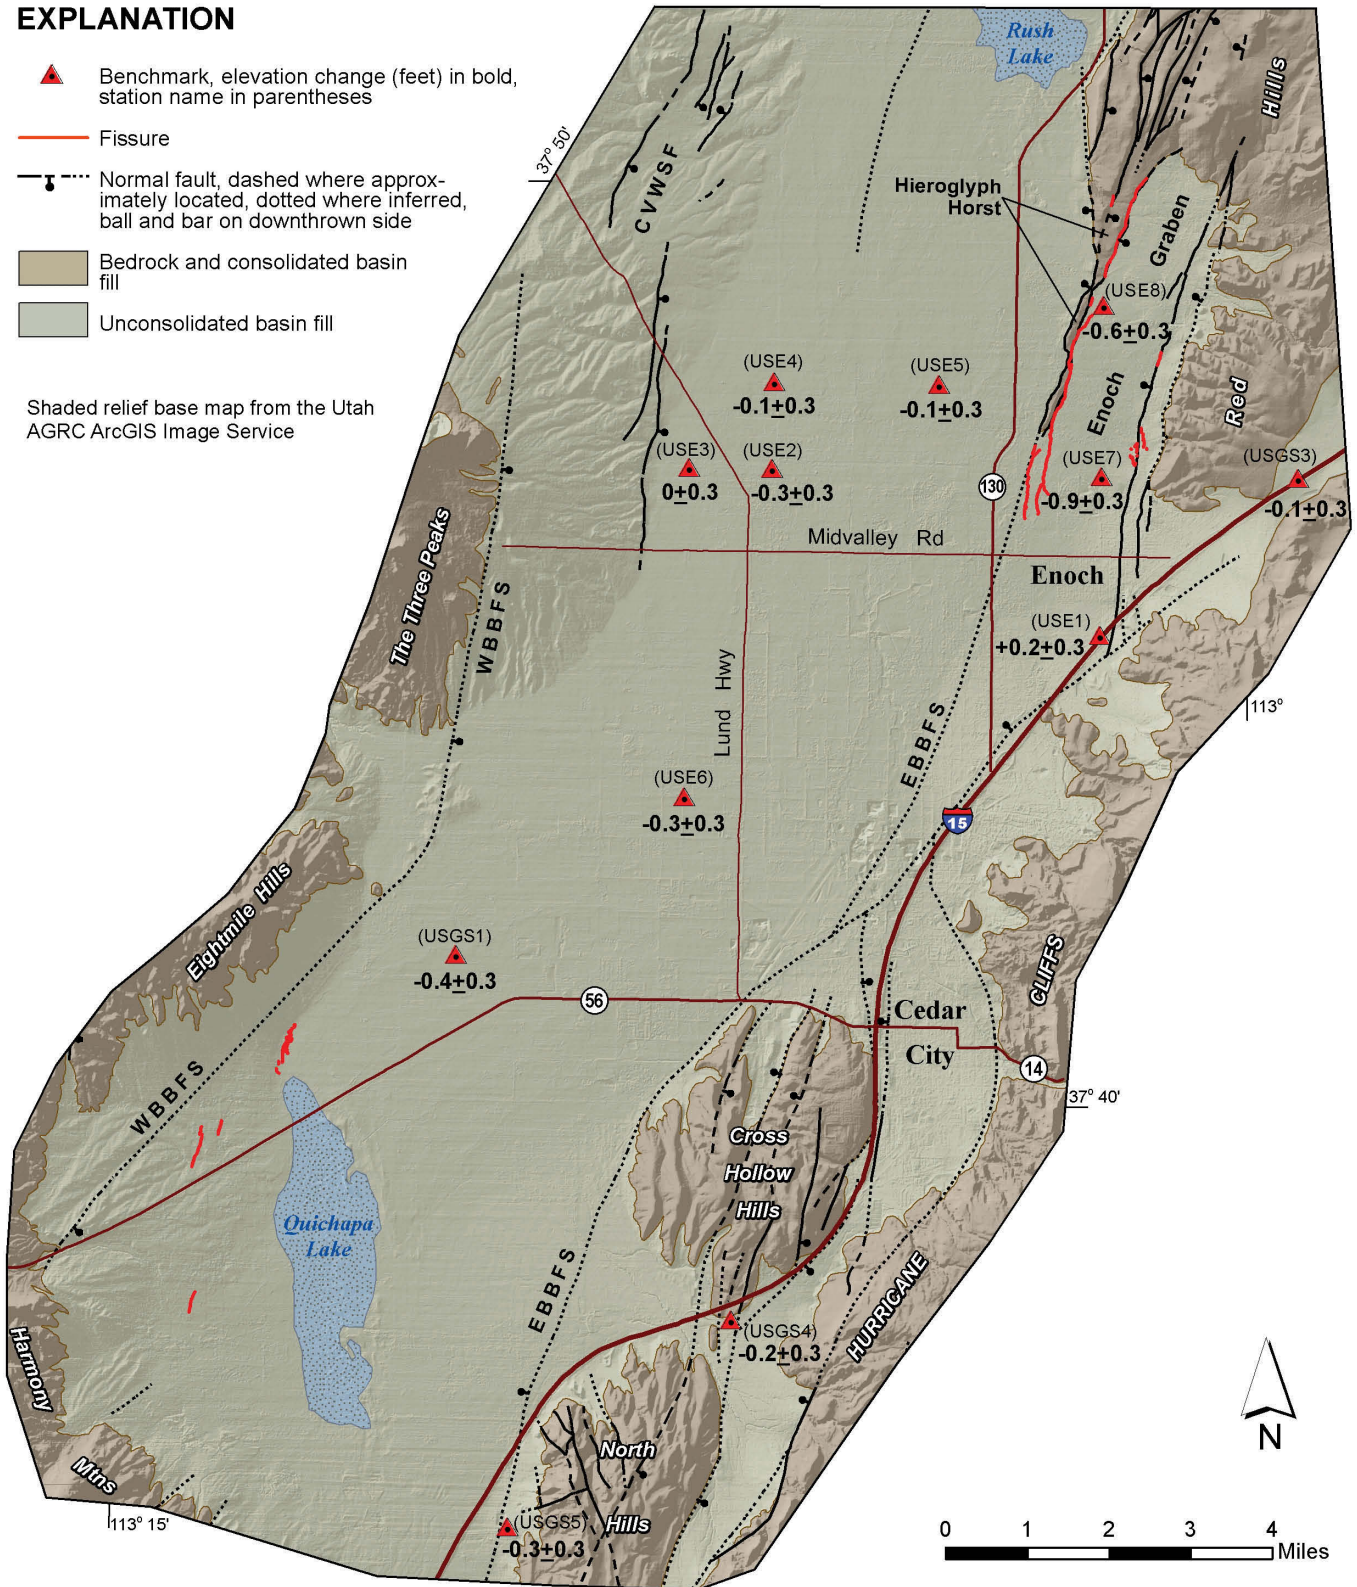 EXPLANATION
Benchmark, elevation change (feet) in bold,
station name in parentheses
Fissure
Normal fault, dashed where approx-
imately located, dotted where inferred,
ball and bar on downthrown side
Bedrock and consolidated basin
fill
Unconsolidated basin fill
Shaded relief base map from the Utah
AGRC ArcGIS Image Service
Rush
Lake
Hills
37° 50'
CVWSF
Hieroglyph
Horst
Graben
(USE8)
-0.6±0.3
(USE4)
-0.1±0.3
(USE5)
-0.1±0.3
Enoch
Red
(USE3)
0±0.3
(USE2)
-0.3±0.3
(USE7)
-0.9±0.3
(USGS3)
-0.1±0.3
130
Midvalley Rd
Enoch
The Three Peaks
WBBFS
(USE1)
+0.2±0.3
Lund Hwy
EBBFS
113°
(USE6)
-0.3±0.3
15
Eightmile Hills
(USGS1)
-0.4±0.3
CLIFFS
56
Cedar
City
14
37° 40'
WBBFS
Cross
Hollow
Hills
Quichapa
Lake
EBBFS
HURRICANE
(USGS4)
-0.2±0.3
Harmony
Mtns
North
Hills
N
113° 15'
(USGS5)
-0.3±0.3
0 1 2 3 4
Miles